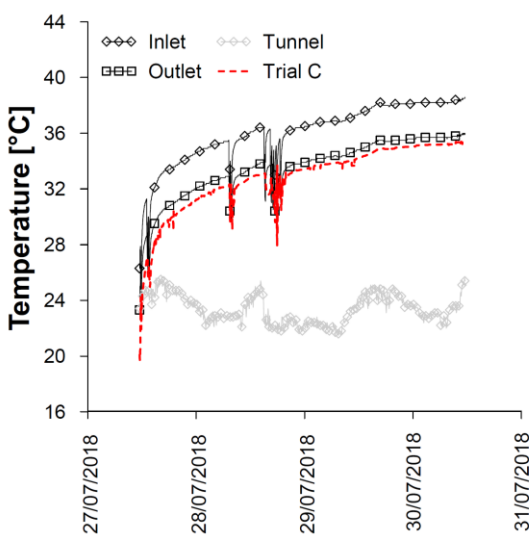 Temperature [°C]
44
40
36
32
28
24
20
16
Inlet
Tunnel
Outlet
Trial C
27/07/2018
28/07/2018
29/07/2018
30/07/2018
31/07/2018